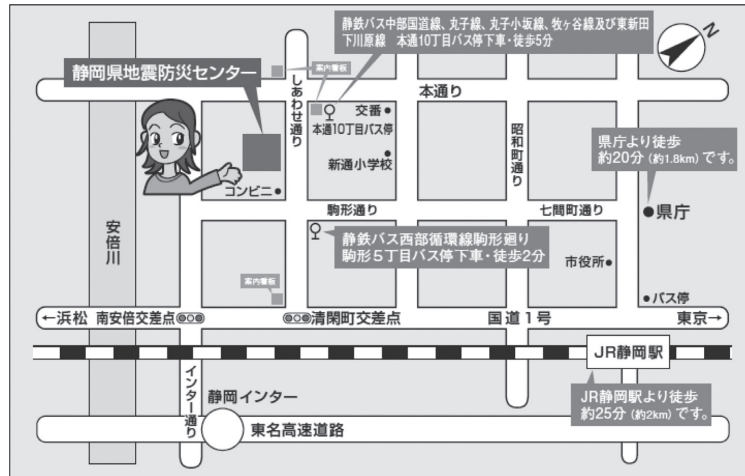 静鉄バス中部国道線、丸子線、丸子小坂線、牧ヶ谷線及び東新田
下川原線　本通10丁目バス停下車・徒歩5分
N
静岡県地震防災センター
案内看板
しあわせ通り
案内看板
本通り
交番
本通10丁目バス停
新通小学校
昭和町通り
県庁より徒歩
約20分（約1.8km）です。
コンビニ
駒形通り
七間町通り
県庁
安倍川
静鉄バス西部循環線駒形廻り
駒形5丁目バス停下車・徒歩2分
市役所
案内看板
バス停
←浜松
南安倍交差点
清閑町交差点
国道1号
東京→
JR静岡駅
インター通り
静岡インター
JR静岡駅より徒歩
約25分（約2km）です。
東名高速道路